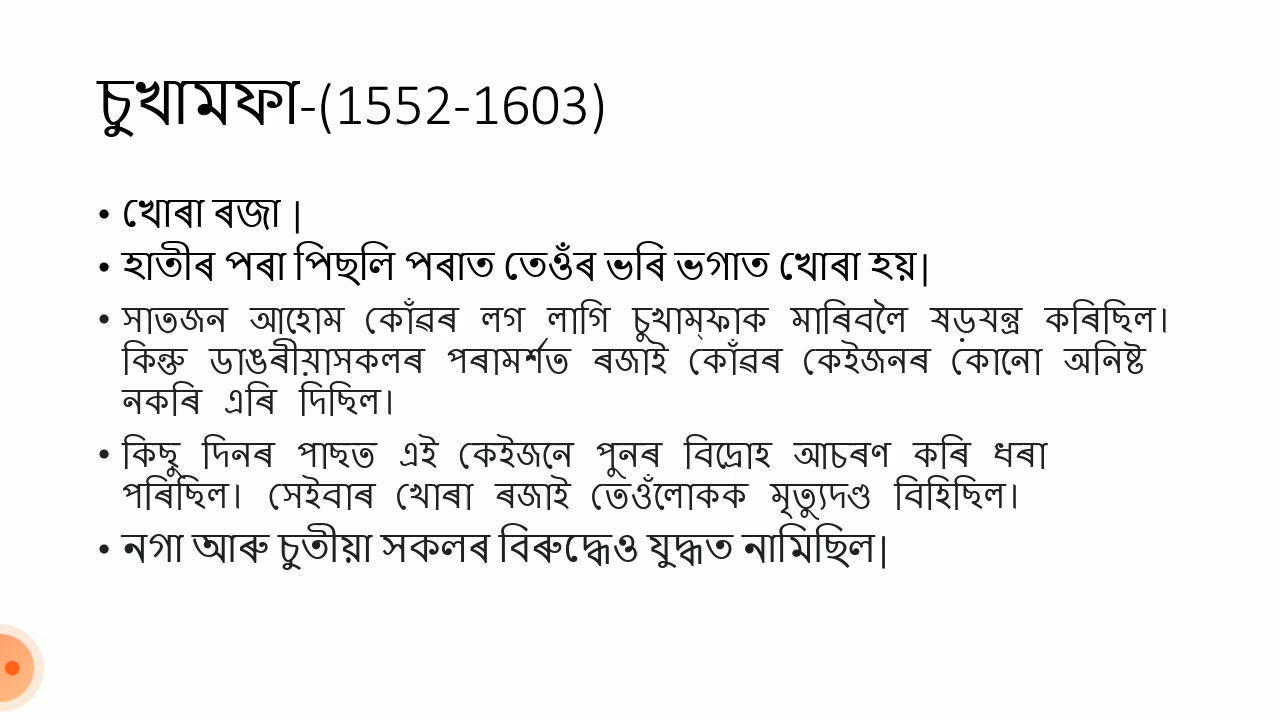 চুখামফা-(1552-1603)
• খোৰা ৰজা |
• হাতীৰ পৰা পিছলি পৰাত তেওঁৰ ভৰি ভগাত খোৰা হয়|
• সাতজন আহোম কোঁৱৰ লগ লাগি চুখাম্ফাক মাৰিবলৈ ষড়যন্ত্ৰ কৰিছিল।
কিন্তু ডাঙৰীয়াসকলৰ পৰামৰ্শত ৰজাই কোঁৱৰ কেইজনৰ কোনো অনিষ্ট
নকৰি এৰি দিছিল।
• কিছু দিনৰ পাছত এই কেইজনে পুনৰ বিদ্ৰোহ আচৰণ কৰি ধৰা
পৰিছিল। সেইবাৰ খোৰা ৰজাই তেওঁলোকক মৃত্যুদণ্ড বিহিছিল।
• নগা আৰু চুতীয়া সকলৰ বিৰুদ্ধেও যুদ্ধত নামিছিল|